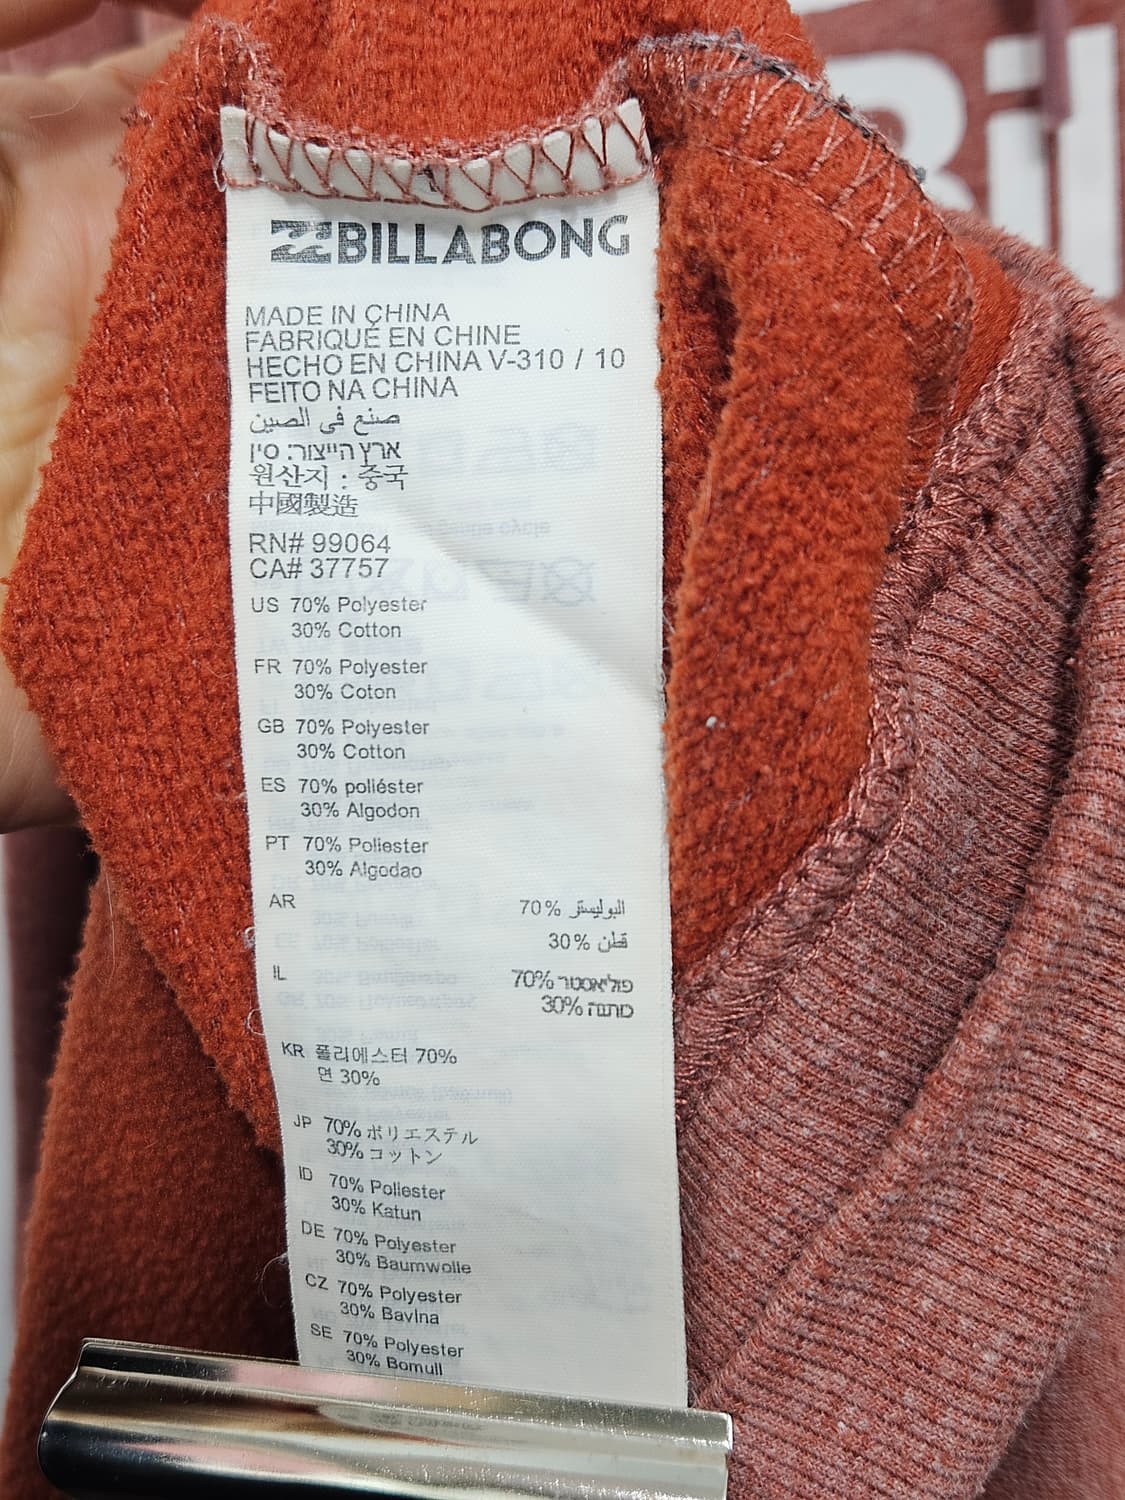 Bil
BILLABONG
MADE IN CHINA
FABRIQUÉ EN CHINE
HECHO EN CHINA V-310 / 10
FEITO NA CHINA
صنع في الصين
ארץ הייצור: סין
원산지 : 중국
中國製造
RN# 99064
CA# 37757
US 70% Polyester
30% Cotton
FR 70% Polyester
30% Coton
GB 70% Polyester
30% Cotton
ES 70% poliéster
30% Algodon
PT 70% Poliester
30% Algodao
AR 70% البوليستر
30% قطن
IL 70% פוליאסטר
30% כותנה
KR 폴리에스터 70%
면 30%
JP 70% ポリエステル
30% コットン
ID 70% Poliester
30% Katun
DE 70% Polyester
30% Baumwolle
CZ 70% Polyester
30% Bavlna
SE 70% Polyester
30% Bomull